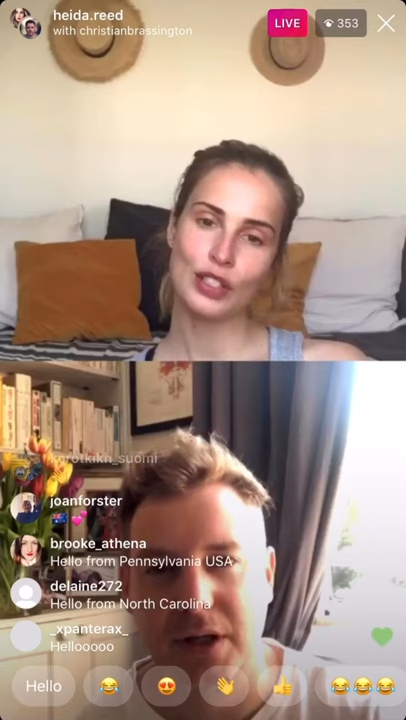 heida.reed
LIVE
353
with christianbrassington
korotkikh_suomi
joanforster
🇦🇺💕
brooke_athena
Hello from Pennsylvania USA
delaine272
Hello from North Carolina
_xpanterax_
Hellooooo
Hello 😂 😍 👋 👍 😂😂😂